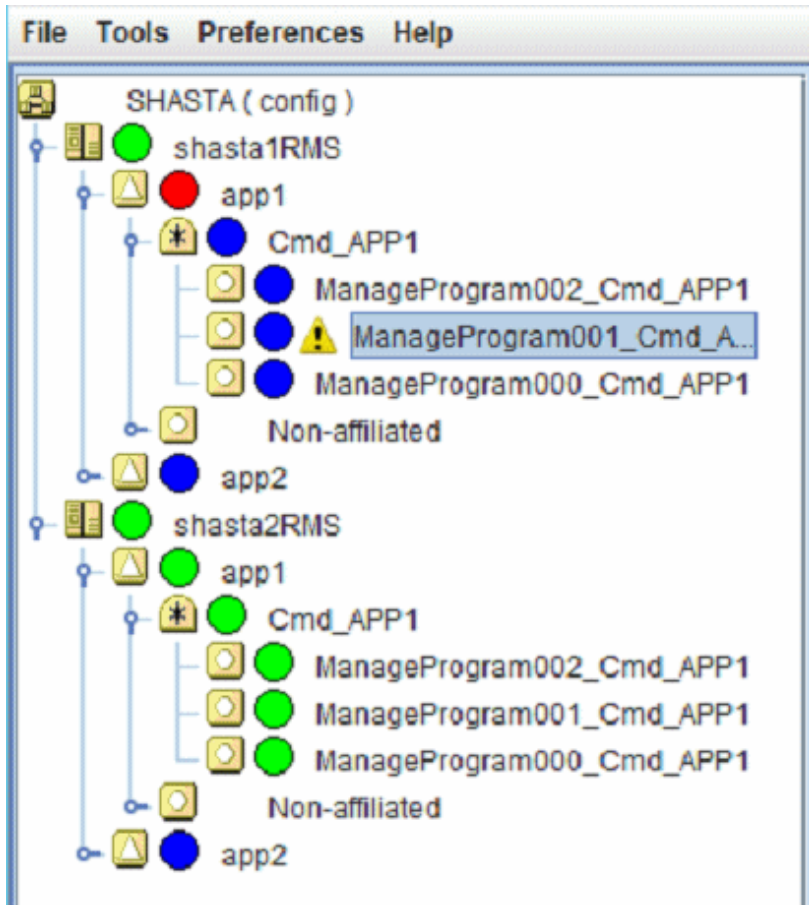 File Tools Preferences Help
SHASTA ( config )
shasta1RMS
app1
Cmd_APP1
ManageProgram002_Cmd_APP1
ManageProgram001_Cmd_A...
ManageProgram000_Cmd_APP1
Non-affiliated
app2
shasta2RMS
app1
Cmd_APP1
ManageProgram002_Cmd_APP1
ManageProgram001_Cmd_APP1
ManageProgram000_Cmd_APP1
Non-affiliated
app2